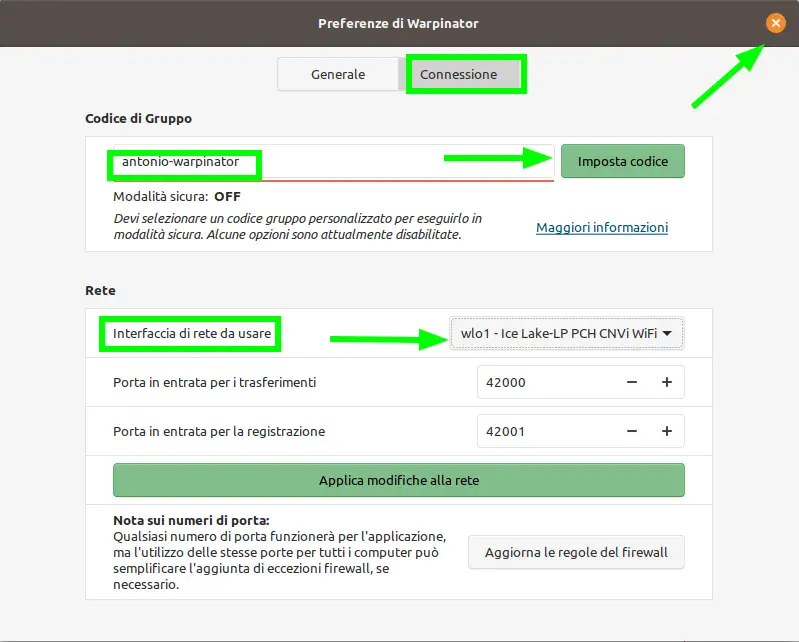 Preferenze di Warpinator
Generale
Connessione
Codice di Gruppo
antonio-warpinator
Imposta codice
Modalità sicura: OFF
Devi selezionare un codice gruppo personalizzato per eseguirlo in
modalità sicura. Alcune opzioni sono attualmente disabilitate.
Maggiori informazioni
Rete
Interfaccia di rete da usare
wlo1 - Ice Lake-LP PCH CNVi WiFi
Porta in entrata per i trasferimenti
42000
Porta in entrata per la registrazione
42001
Applica modifiche alla rete
Nota sui numeri di porta:
Qualsiasi numero di porta funzionerà per l'applicazione,
ma l'utilizzo delle stesse porte per tutti i computer può
semplificare l'aggiunta di eccezioni firewall, se
necessario.
Aggiorna le regole del firewall